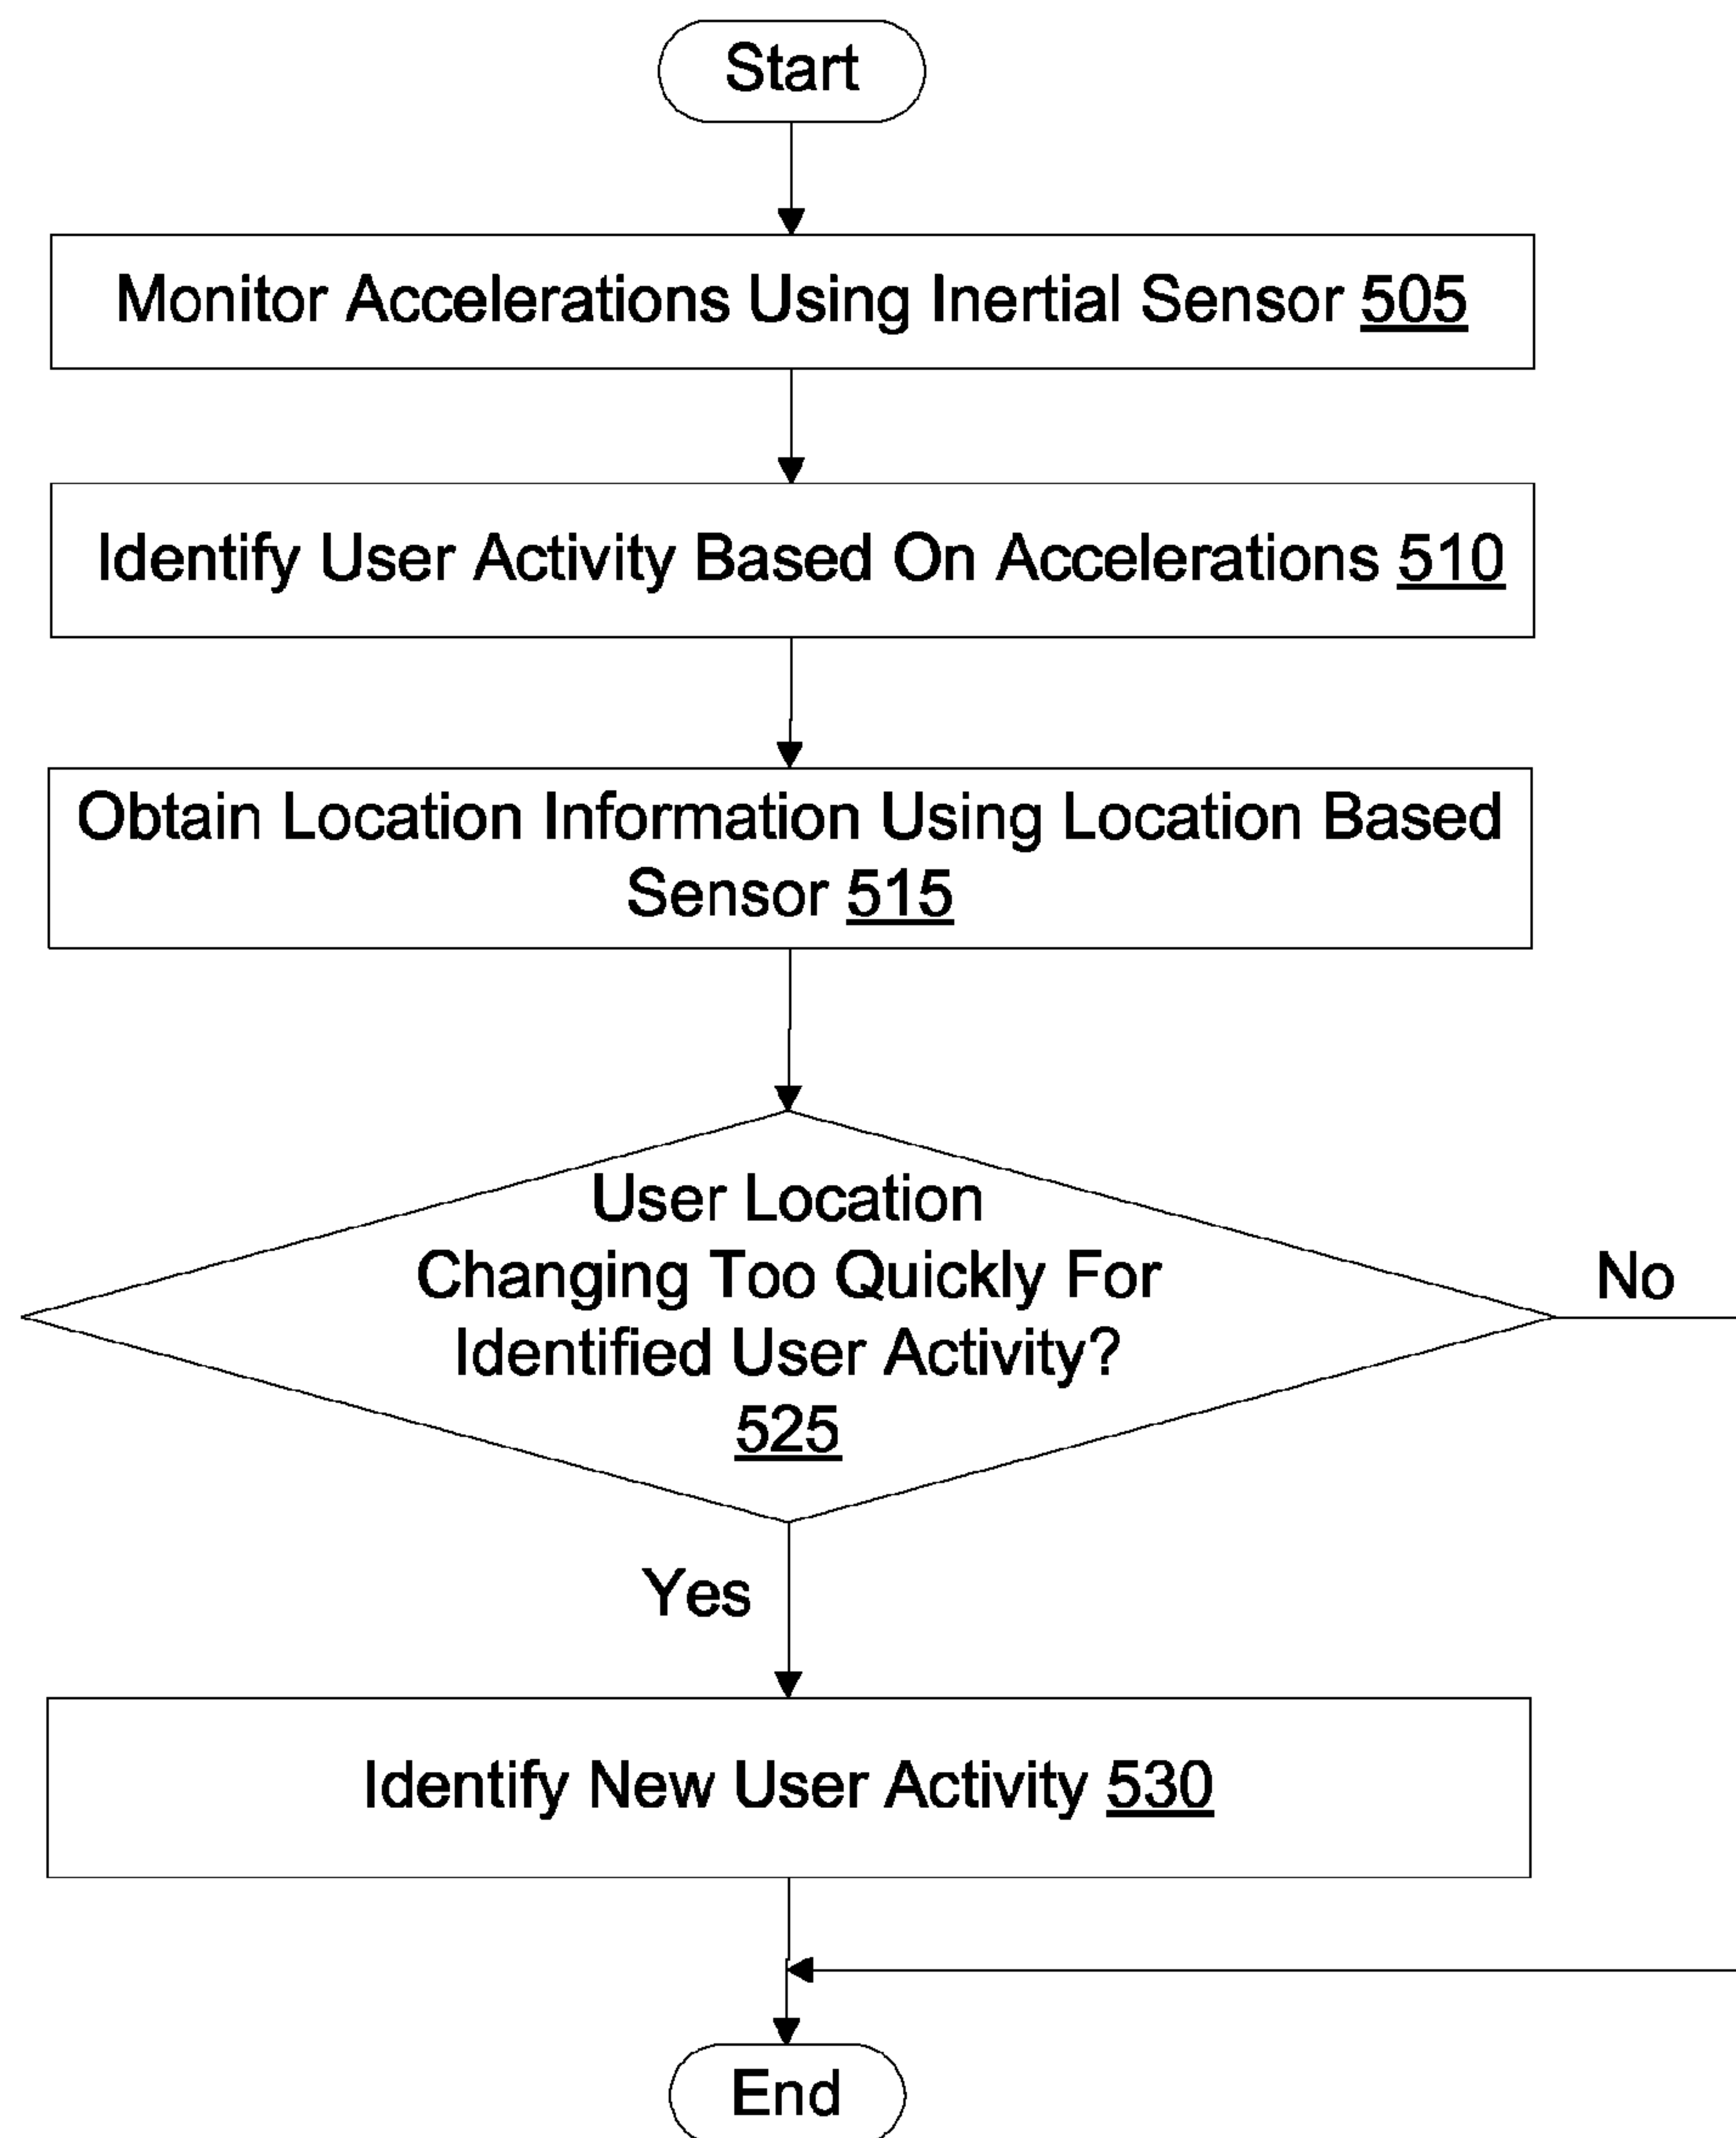 Start
Monitor Accelerations Using Inertial Sensor 505
Identify User Activity Based On Accelerations 510
Obtain Location Information Using Location Based
Sensor 515
User Location
Changing Too Quickly For
Identified User Activity?
525
No
Yes
Identify New User Activity 530
End